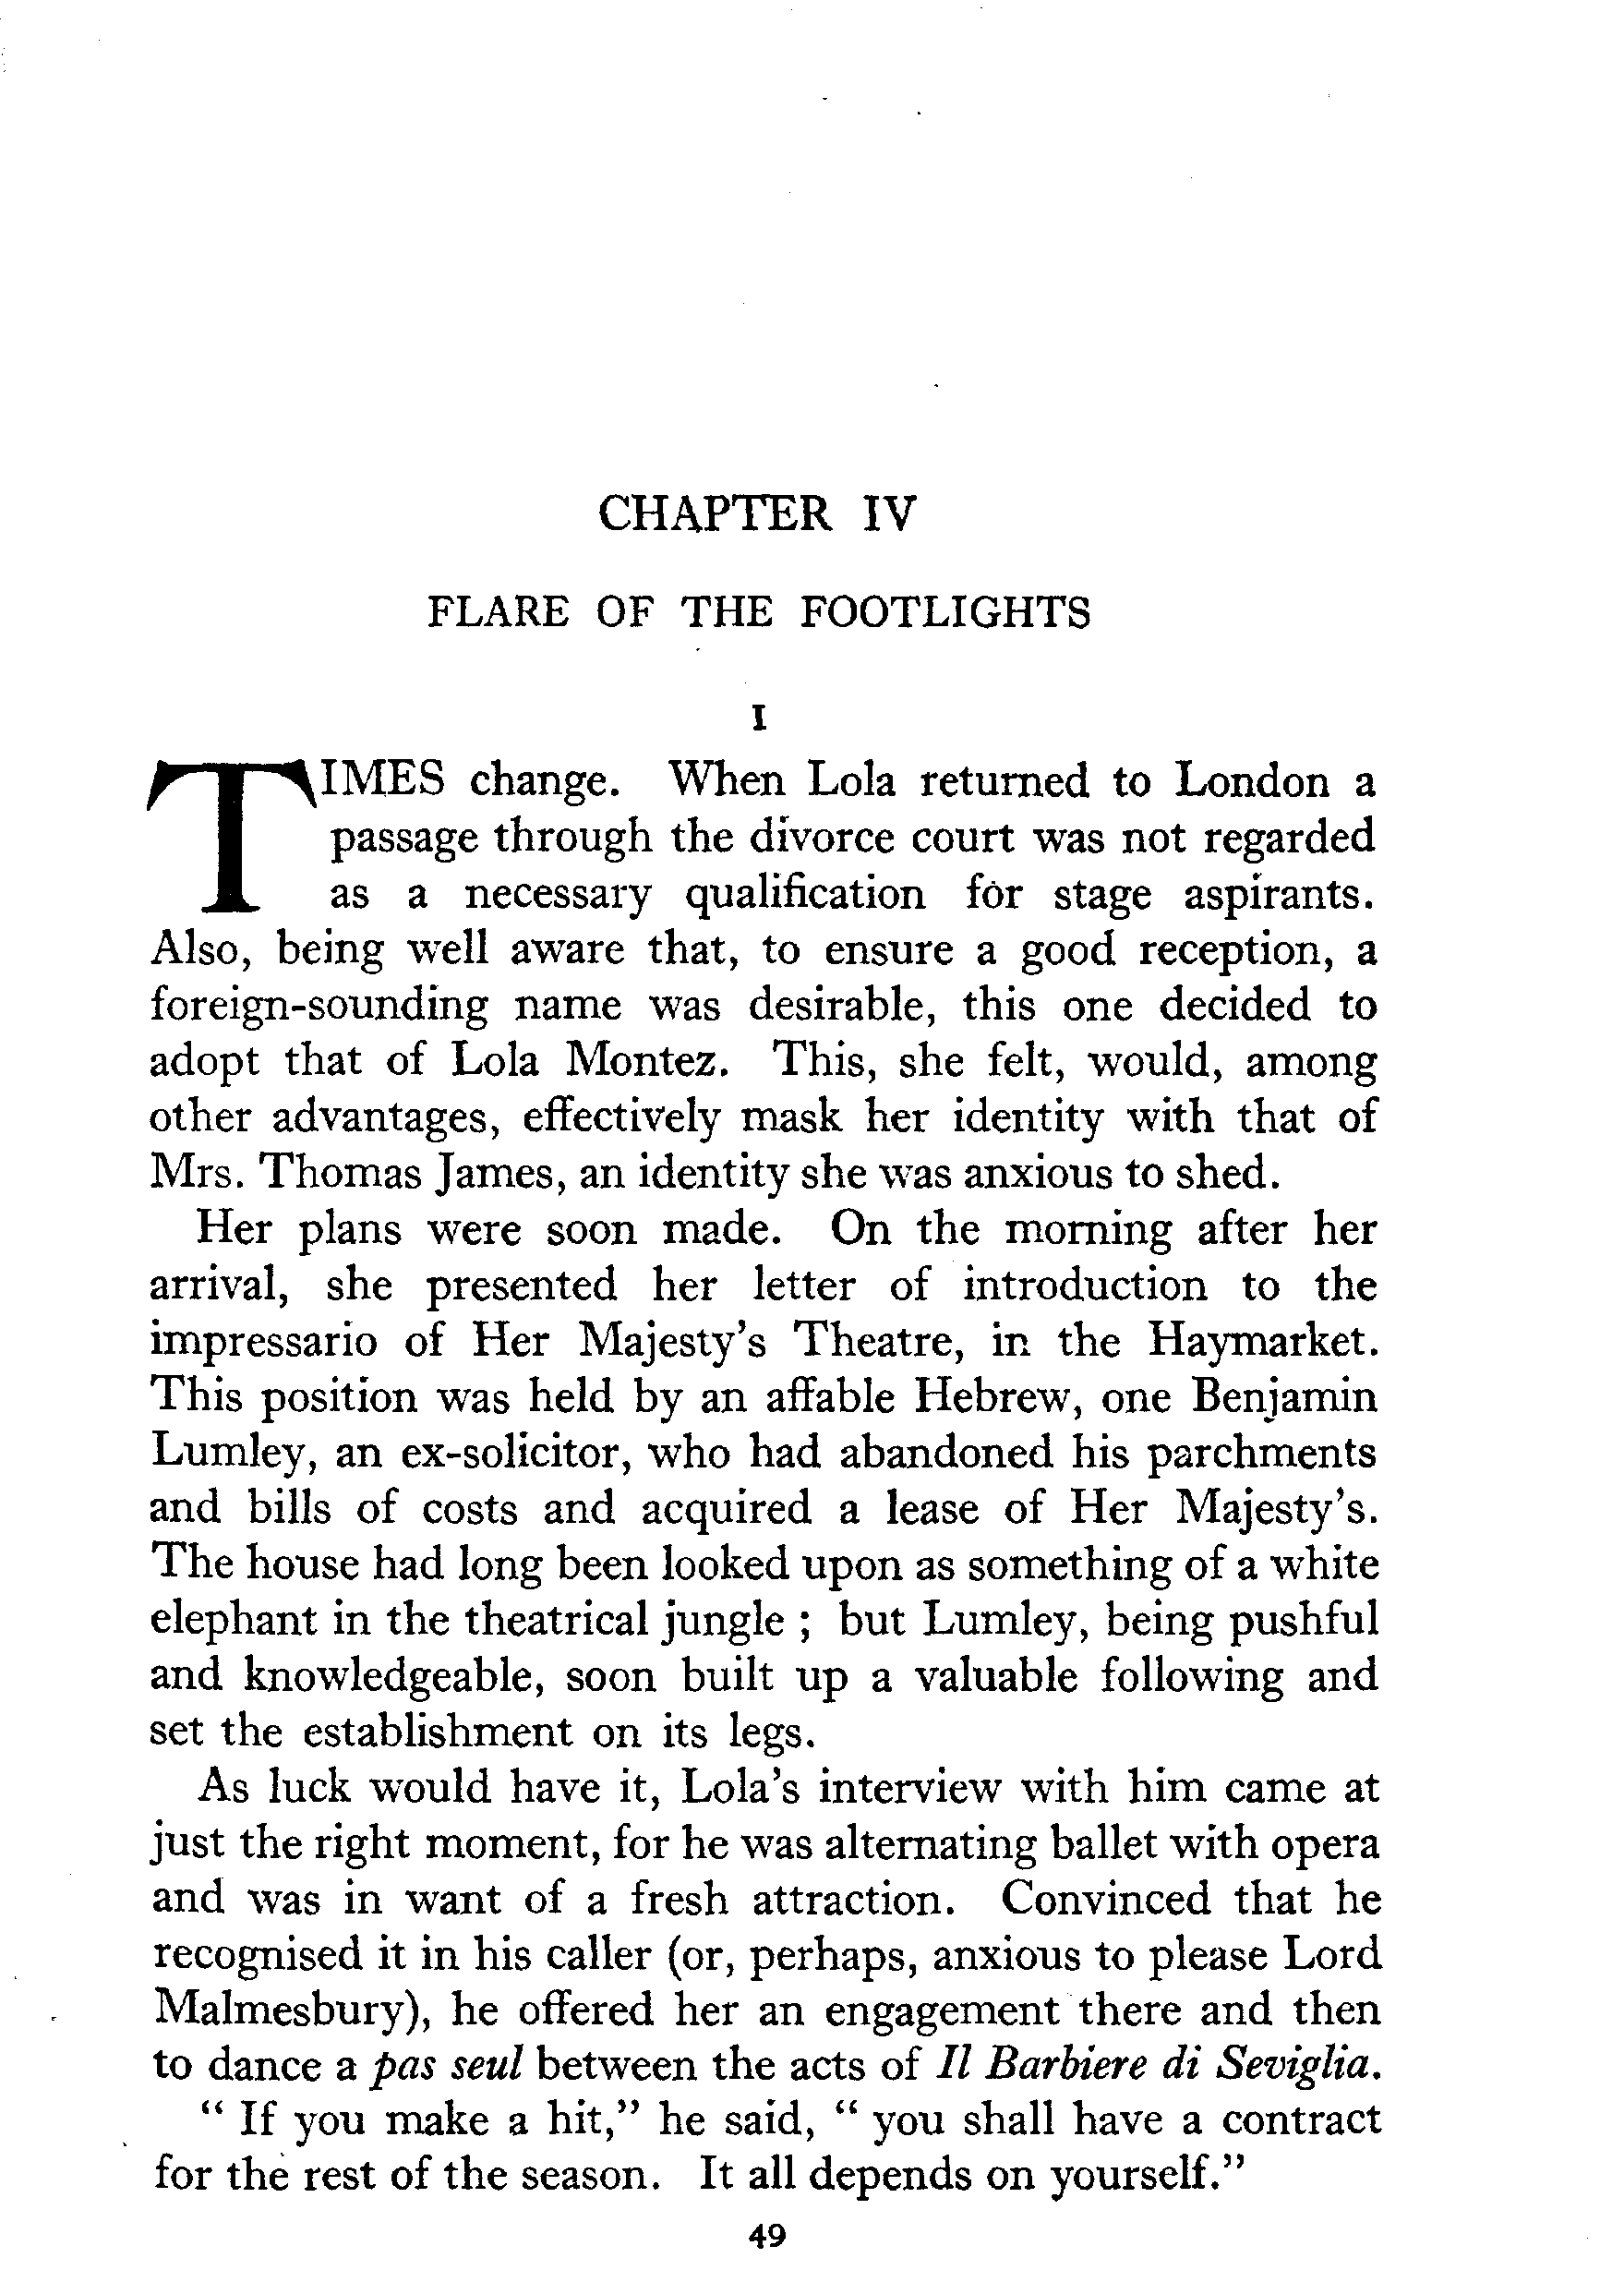 CHAPTER IV
FLARE OF THE FOOTLIGHTS
I
TIMES change. When Lola returned to London a
passage through the divorce court was not regarded
as a necessary qualification for stage aspirants.
Also, being well aware that, to ensure a good reception, a
foreign-sounding name was desirable, this one decided to
adopt that of Lola Montez. This, she felt, would, among
other advantages, effectively mask her identity with that of
Mrs. Thomas James, an identity she was anxious to shed.
Her plans were soon made. On the morning after her
arrival, she presented her letter of introduction to the
impressario of Her Majesty's Theatre, in the Haymarket.
This position was held by an affable Hebrew, one Benjamin
Lumley, an ex-solicitor, who had abandoned his parchments
and bills of costs and acquired a lease of Her Majesty's.
The house had long been looked upon as something of a white
elephant in the theatrical jungle ; but Lumley, being pushful
and knowledgeable, soon built up a valuable following and
set the establishment on its legs.
As luck would have it, Lola's interview with him came at
just the right moment, for he was alternating ballet with opera
and was in want of a fresh attraction. Convinced that he
recognised it in his caller (or, perhaps, anxious to please Lord
Malmesbury), he offered her an engagement there and then
to dance a pas seul between the acts of Il Barbiere di Seviglia.
“ If you make a hit,” he said, “ you shall have a contract
for the rest of the season. It all depends on yourself.”
49